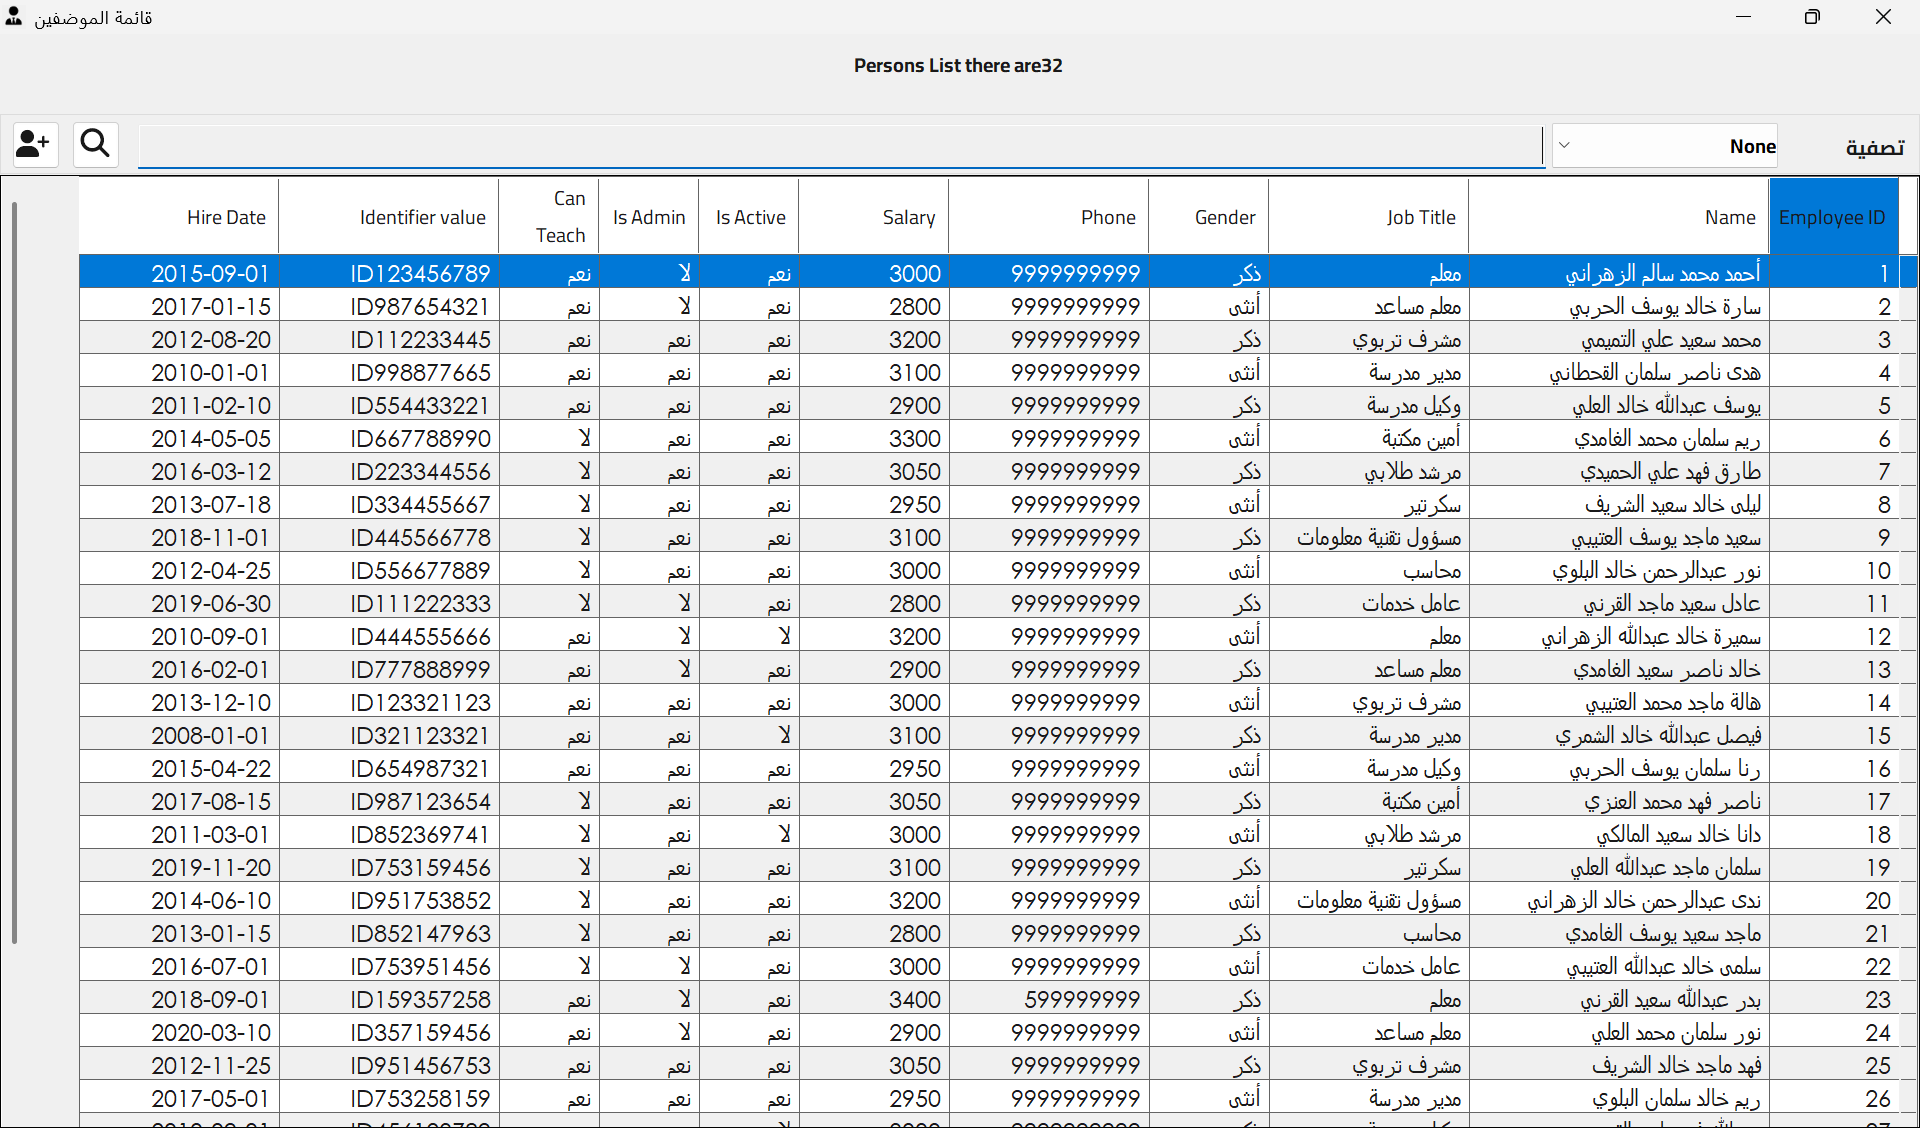 قائمة الموضفين
Persons List there are32
تصفية None
Employee ID Name Job Title Gender Phone Salary Is Active Is Admin Can Teach Identifier value Hire Date
1 أحمد محمد سالم الزهراني معلم ذكر 9999999999 3000 نعم لا نعم ID123456789 2015-09-01
2 سارة خالد يوسف الحربي معلم مساعد أنثى 9999999999 2800 نعم لا نعم ID987654321 2017-01-15
3 محمد سعيد علي التميمي مشرف تربوي ذكر 9999999999 3200 نعم نعم نعم ID112233445 2012-08-20
4 هدى ناصر سلمان القحطاني مدير مدرسة أنثى 9999999999 3100 نعم نعم نعم ID998877665 2010-01-01
5 يوسف عبدالله خالد العلي وكيل مدرسة ذكر 9999999999 2900 نعم نعم نعم ID554433221 2011-02-10
6 ريم سلمان محمد الغامدي أمين مكتبة أنثى 9999999999 3300 نعم نعم لا ID667788990 2014-05-05
7 طارق فهد علي الحميدي مرشد طلابي ذكر 9999999999 3050 نعم نعم لا ID223344556 2016-03-12
8 ليلى خالد سعيد الشريف سكرتير أنثى 9999999999 2950 نعم نعم لا ID334455667 2013-07-18
9 سعيد ماجد يوسف العتيبي مسؤول تقنية معلومات ذكر 9999999999 3100 نعم نعم لا ID445566778 2018-11-01
10 نور عبدالرحمن خالد البلوي محاسب أنثى 9999999999 3000 نعم نعم لا ID556677889 2012-04-25
11 عادل سعيد ماجد القرني عامل خدمات ذكر 9999999999 2800 نعم لا لا ID111222333 2019-06-30
12 سميرة خالد عبدالله الزهراني معلم أنثى 9999999999 3200 لا لا نعم ID444555666 2010-09-01
13 خالد ناصر سعيد الغامدي معلم مساعد ذكر 9999999999 2900 نعم لا نعم ID777888999 2016-02-01
14 هالة ماجد محمد العتيبي مشرف تربوي أنثى 9999999999 3000 نعم نعم نعم ID123321123 2013-12-10
15 فيصل عبدالله خالد الشمري مدير مدرسة ذكر 9999999999 3100 لا نعم نعم ID321123321 2008-01-01
16 رنا سلمان يوسف الحربي وكيل مدرسة أنثى 9999999999 2950 نعم نعم نعم ID654987321 2015-04-22
17 ناصر فهد محمد العنزي أمين مكتبة ذكر 9999999999 3050 نعم نعم لا ID987123654 2017-08-15
18 دانا خالد سعيد المالكي مرشد طلابي أنثى 9999999999 3000 لا نعم لا ID852369741 2011-03-01
19 سلمان ماجد عبدالله العلي سكرتير ذكر 9999999999 3100 نعم نعم لا ID753159456 2019-11-20
20 ندى عبدالرحمن خالد الزهراني مسؤول تقنية معلومات أنثى 9999999999 3200 نعم نعم لا ID951753852 2014-06-10
21 ماجد سعيد يوسف الغامدي محاسب ذكر 9999999999 2800 نعم نعم لا ID852147963 2013-01-15
22 سلمى خالد عبدالله العتيبي عامل خدمات أنثى 9999999999 3000 نعم لا لا ID753951456 2016-07-01
23 بدر عبدالله سعيد القرني معلم ذكر 599999999 3400 نعم لا نعم ID159357258 2018-09-01
24 نور سلمان محمد العلي معلم مساعد أنثى 9999999999 2900 نعم لا نعم ID357159456 2020-03-10
25 فهد ماجد خالد الشريف مشرف تربوي ذكر 9999999999 3050 نعم نعم نعم ID951456753 2012-11-25
26 ريم خالد سلمان البلوي مدير مدرسة أنثى 9999999999 2950 نعم نعم نعم ID753258159 2017-05-01